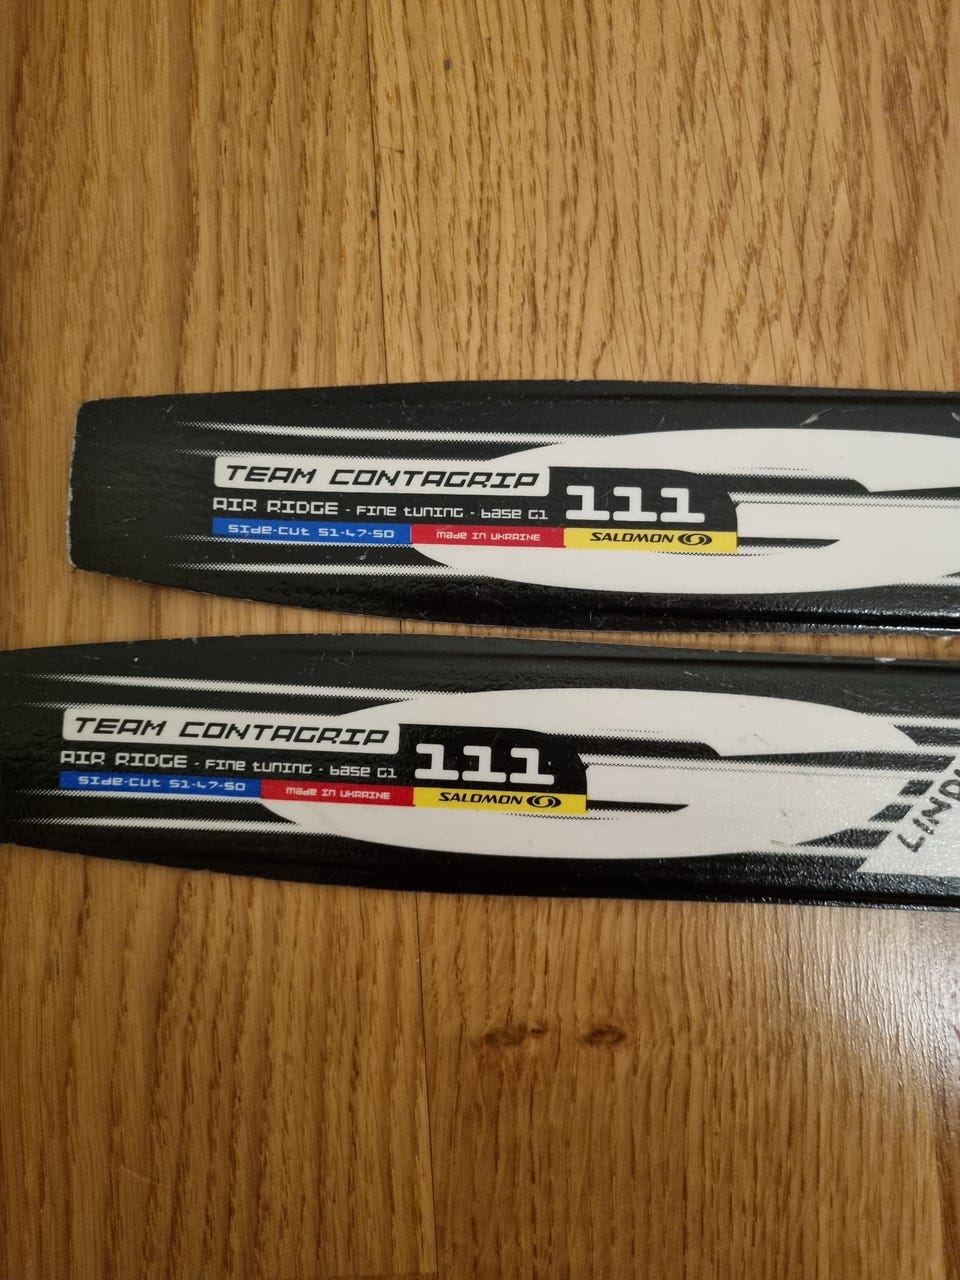 TEAM CONTAGRIP
AIR RIDGE - FINE tUNING - base G1 111
SIDE-CUT 51-47-50 made IN UKRAINE SALOMON
TEAM CONTAGRIP
AIR RIDGE - FINE tUNING - base G1 111
SIDE-CUT 51-47-50 made IN UKRAINE SALOMON